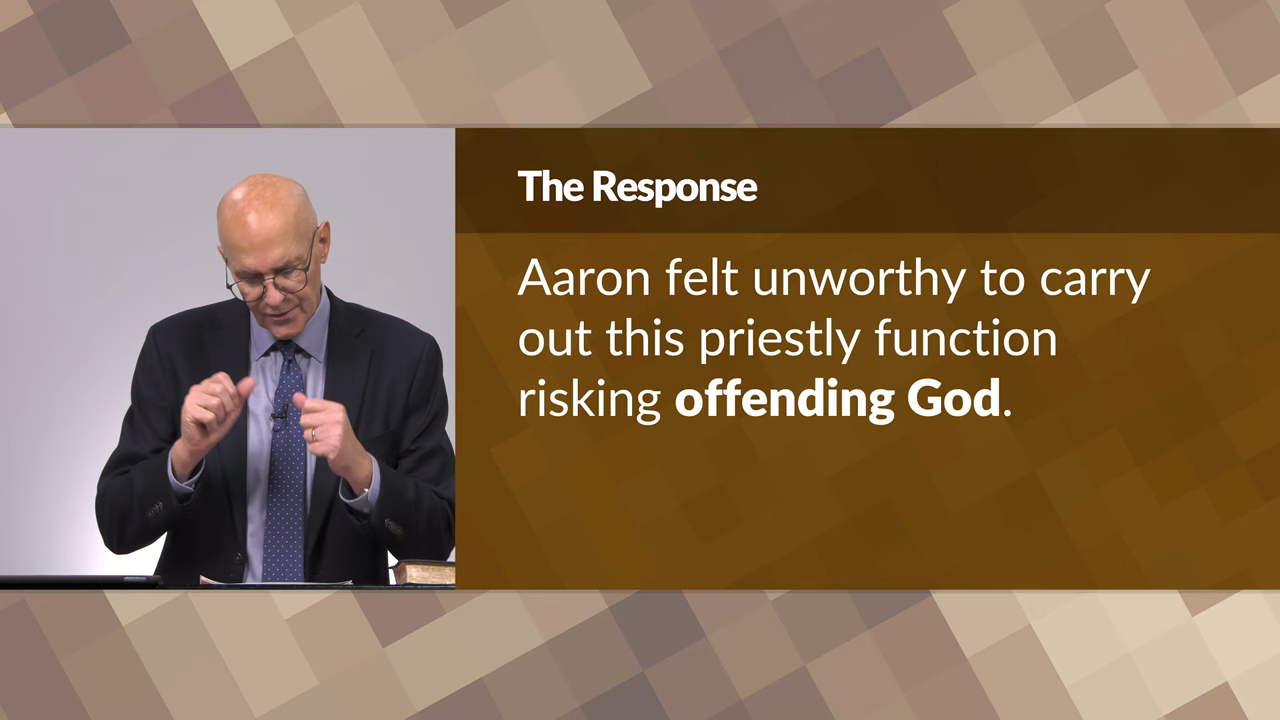 The Response
Aaron felt unworthy to carry
out this priestly function
risking offending God.